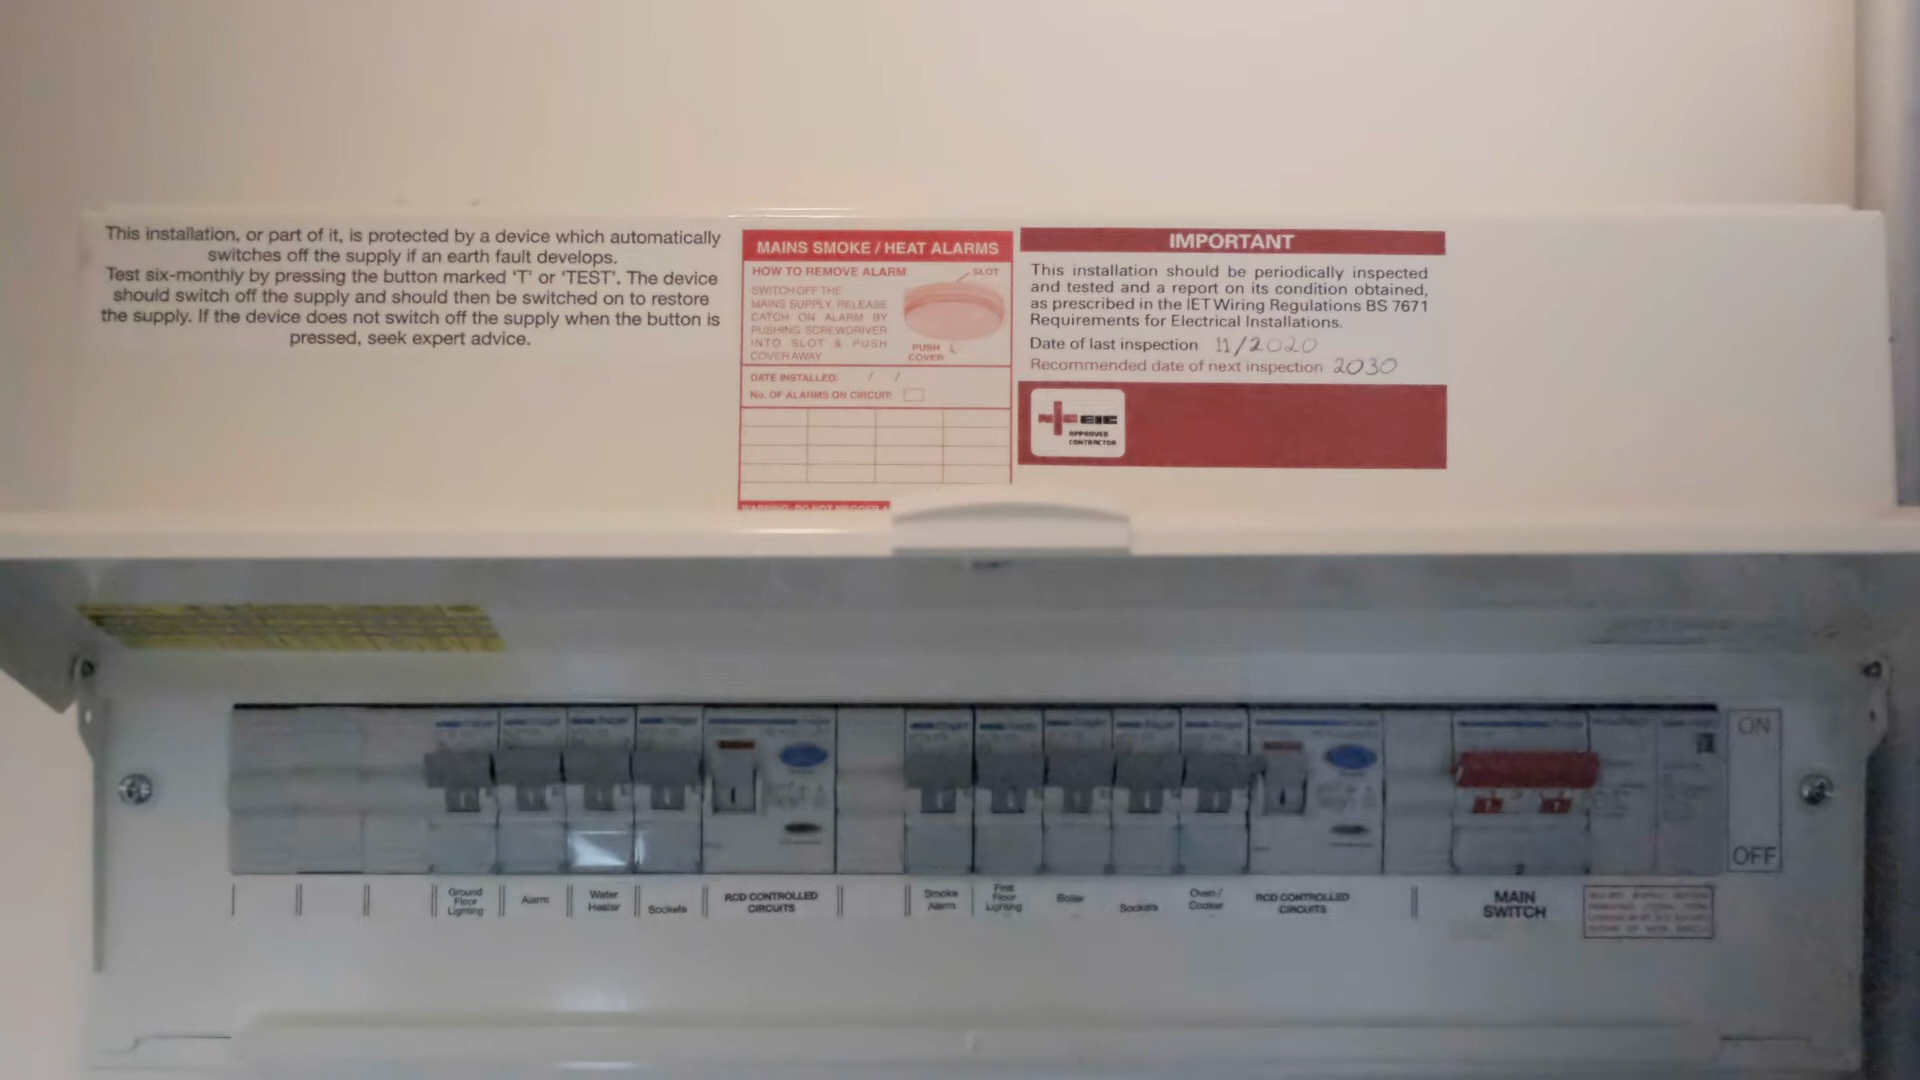 This installation, or part of it, is protected by a device which automatically
switches off the supply if an earth fault develops.
Test six-monthly by pressing the button marked 'T' or 'TEST'. The device
should switch off the supply and should then be switched on to restore
the supply. If the device does not switch off the supply when the button is
pressed, seek expert advice.
MAINS SMOKE / HEAT ALARMS
HOW TO REMOVE ALARM
SLOT
SWITCH OFF THE
MAINS SUPPLY, RELEASE
CATCH ON ALARM BY
PUSHING SCREWDRIVER
INTO SLOT & PUSH
COVER AWAY
PUSH
COVER
DATE INSTALLED: / /
No. OF ALARMS ON CIRCUIT
WARNING: DO NOT MEGGER
IMPORTANT
This installation should be periodically inspected
and tested and a report on its condition obtained,
as prescribed in the IET Wiring Regulations BS 7671
Requirements for Electrical Installations.
Date of last inspection 11/2020
Recommended date of next inspection 2030
NICEIC
APPROVED
CONTRACTOR
ON
OFF
Ground
Floor
Lighting
Alarm
Water
Heater
Sockets
RCD CONTROLLED
CIRCUITS
Smoke
Alarm
First
Floor
Lighting
Boiler
Sockets
Oven /
Cooker
RCD CONTROLLED
CIRCUITS
MAIN
SWITCH